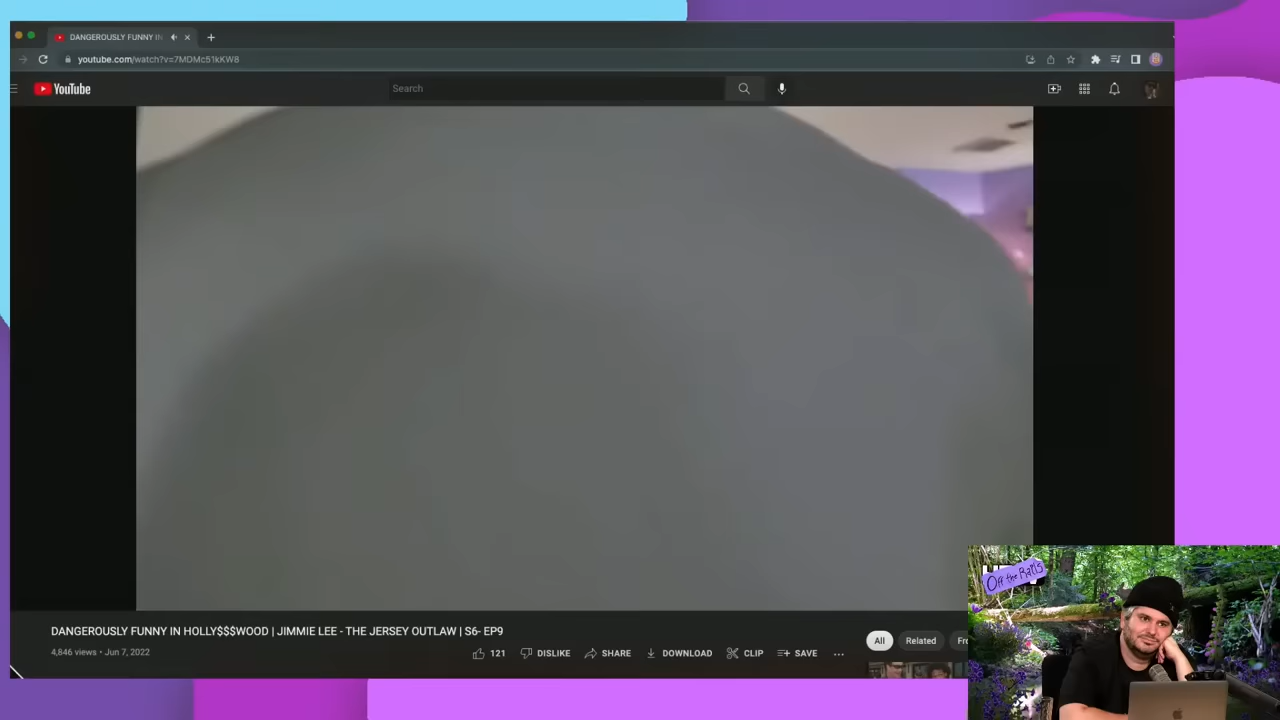 DANGEROUSLY FUNNY IN
youtube.com/watch?v=7MDMc51kKW8
YouTube
Search
DANGEROUSLY FUNNY IN HOLLY$$$WOOD | JIMMIE LEE - THE JERSEY OUTLAW | S6- EP9
4,846 views • Jun 7, 2022
121
DISLIKE
SHARE
DOWNLOAD
CLIP
SAVE
All
Related
Off the Rails